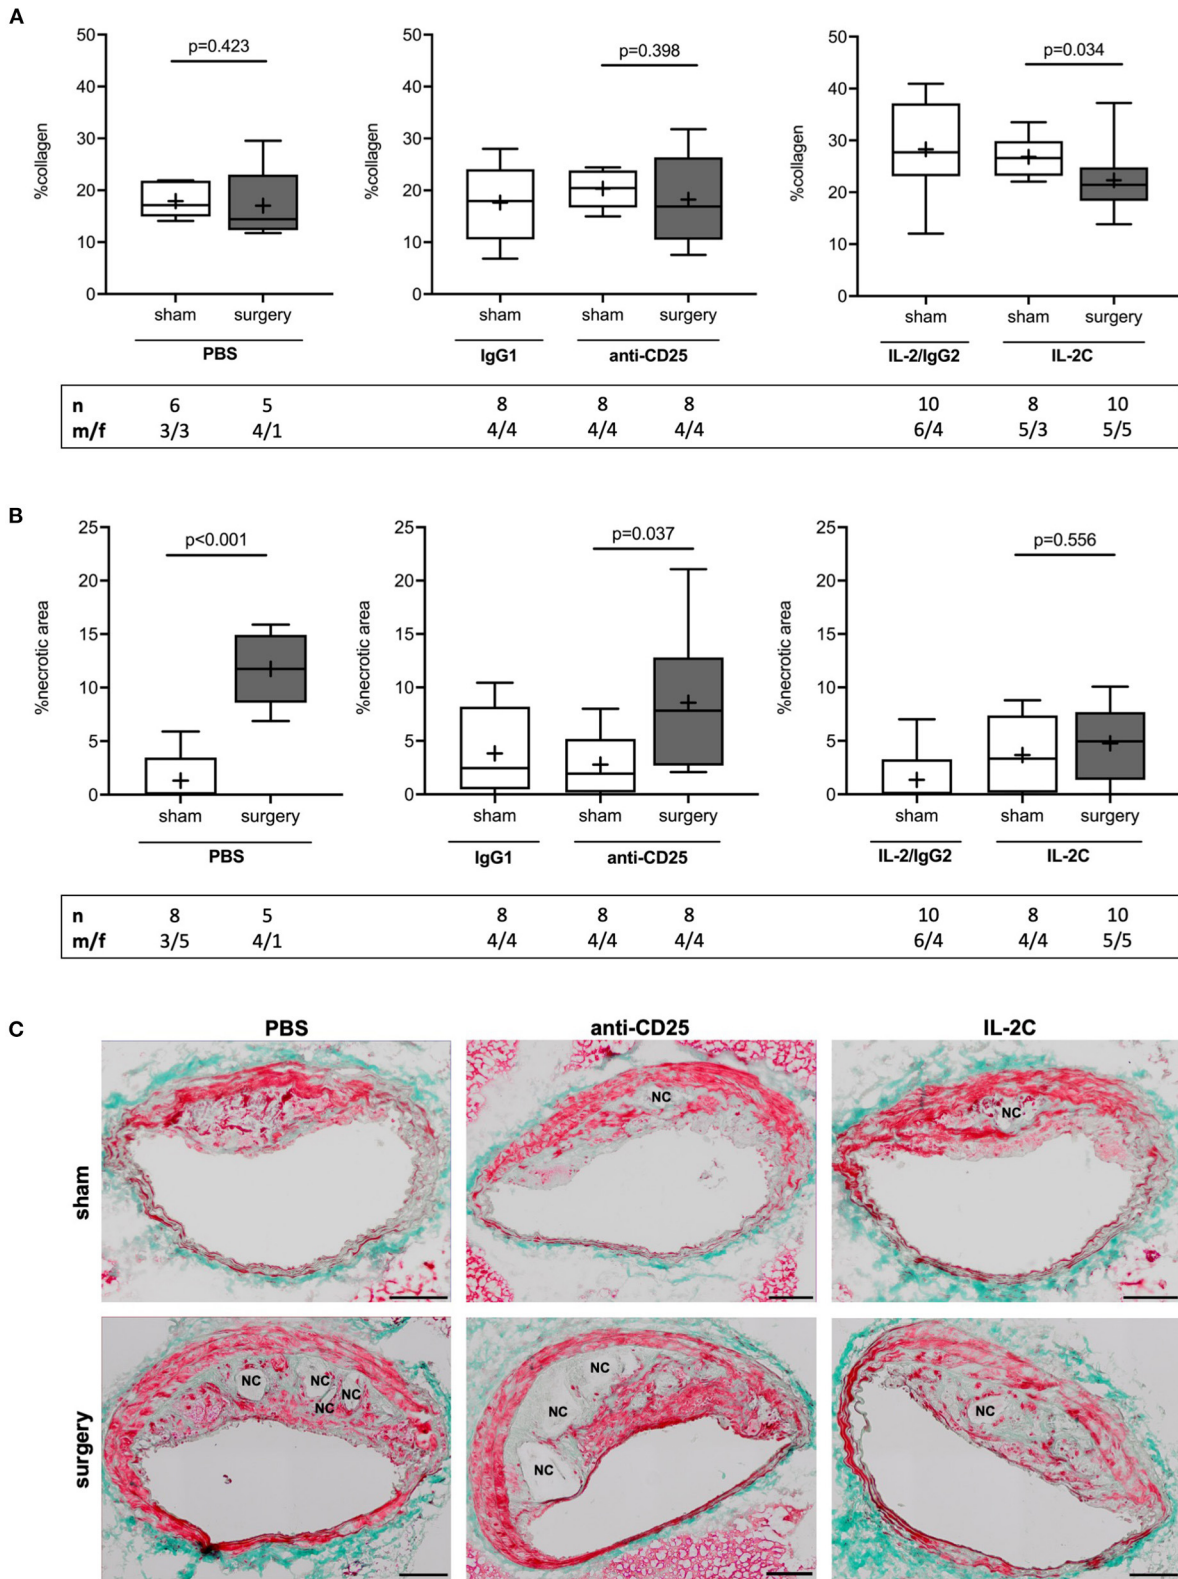 A
p=0.423
p=0.398
p=0.034
50 40 30 20 10 0
%collagen
sham surgery
PBS
50 40 30 20 10 0
%collagen
sham sham surgery
IgG1 anti-CD25
50 40 30 20 10 0
%collagen
sham sham surgery
IL-2/IgG2 IL-2C
n 6 5 8 8 8 10 8 10
m/f 3/3 4/1 4/4 4/4 4/4 6/4 5/3 5/5
B
p<0.001
p=0.037
p=0.556
25 20 15 10 5 0
%necrotic area
sham surgery
PBS
25 20 15 10 5 0
%necrotic area
sham sham surgery
IgG1 anti-CD25
25 20 15 10 5 0
%necrotic area
sham sham surgery
IL-2/IgG2 IL-2C
n 8 5 8 8 8 10 8 10
m/f 3/5 4/1 4/4 4/4 4/4 6/4 4/4 5/5
C
PBS anti-CD25 IL-2C
sham
NC
NC
surgery
NC NC NC NC
NC NC NC
NC